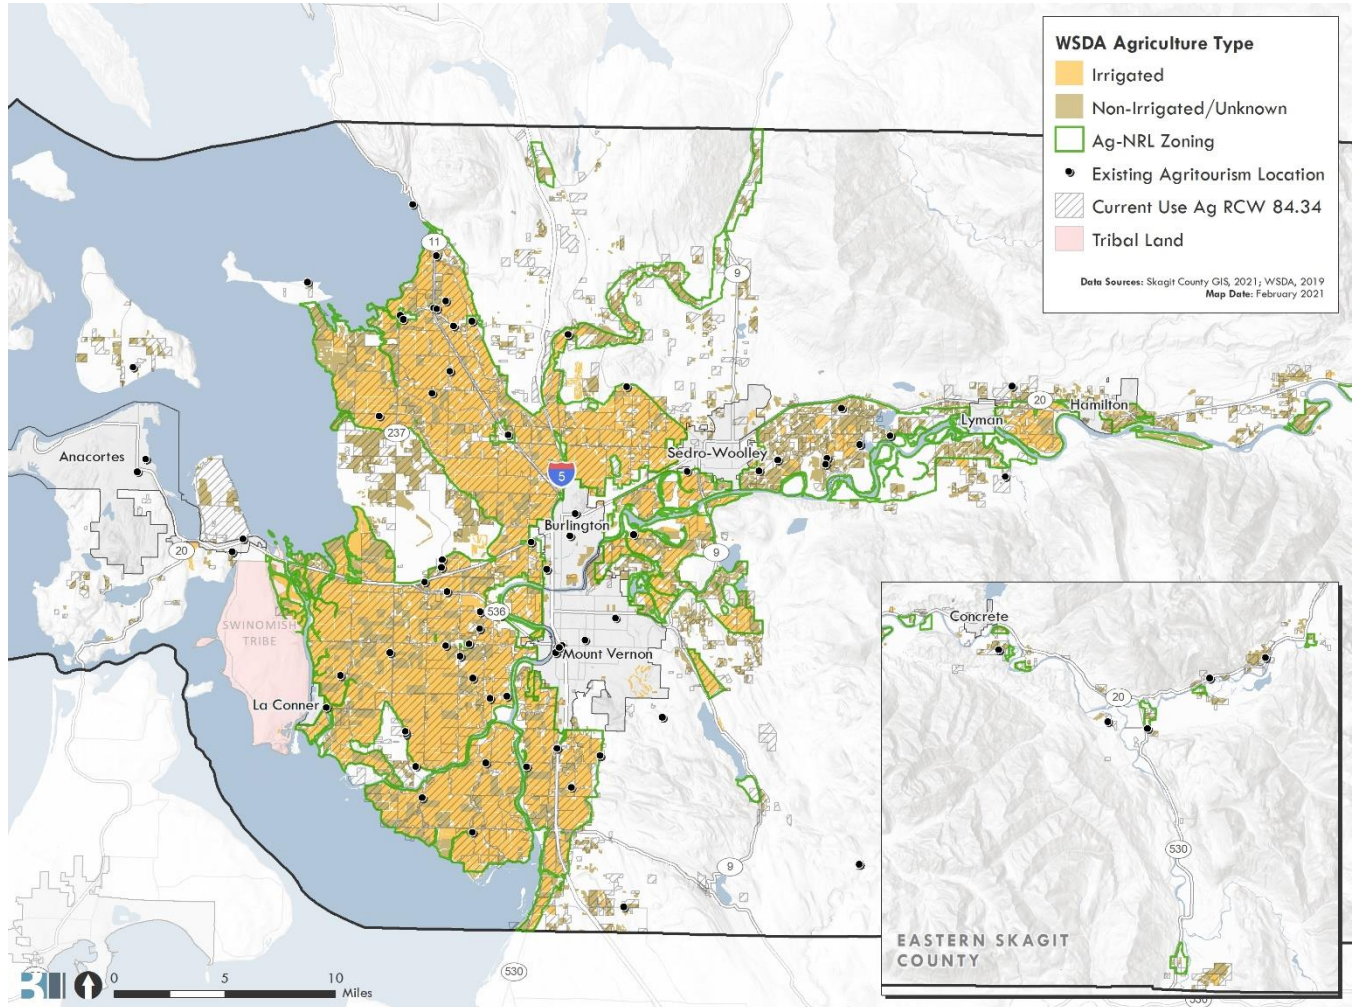 WSDA Agriculture Type
Irrigated
Non-Irrigated/Unknown
Ag-NRL Zoning
Existing Agritourism Location
Current Use Ag RCW 84.34
Tribal Land
Data Sources: Skagit County GIS, 2021; WSDA, 2019
Map Date: February 2021
11
9
237
20
Hamilton
Lyman
Anacortes
Sedro-Woolley
5
Burlington
20
9
536
SWINOMISH
TRIBE
Mount Vernon
La Conner
9
530
Concrete
20
530
EASTERN SKAGIT
COUNTY
530
0 5 10
Miles